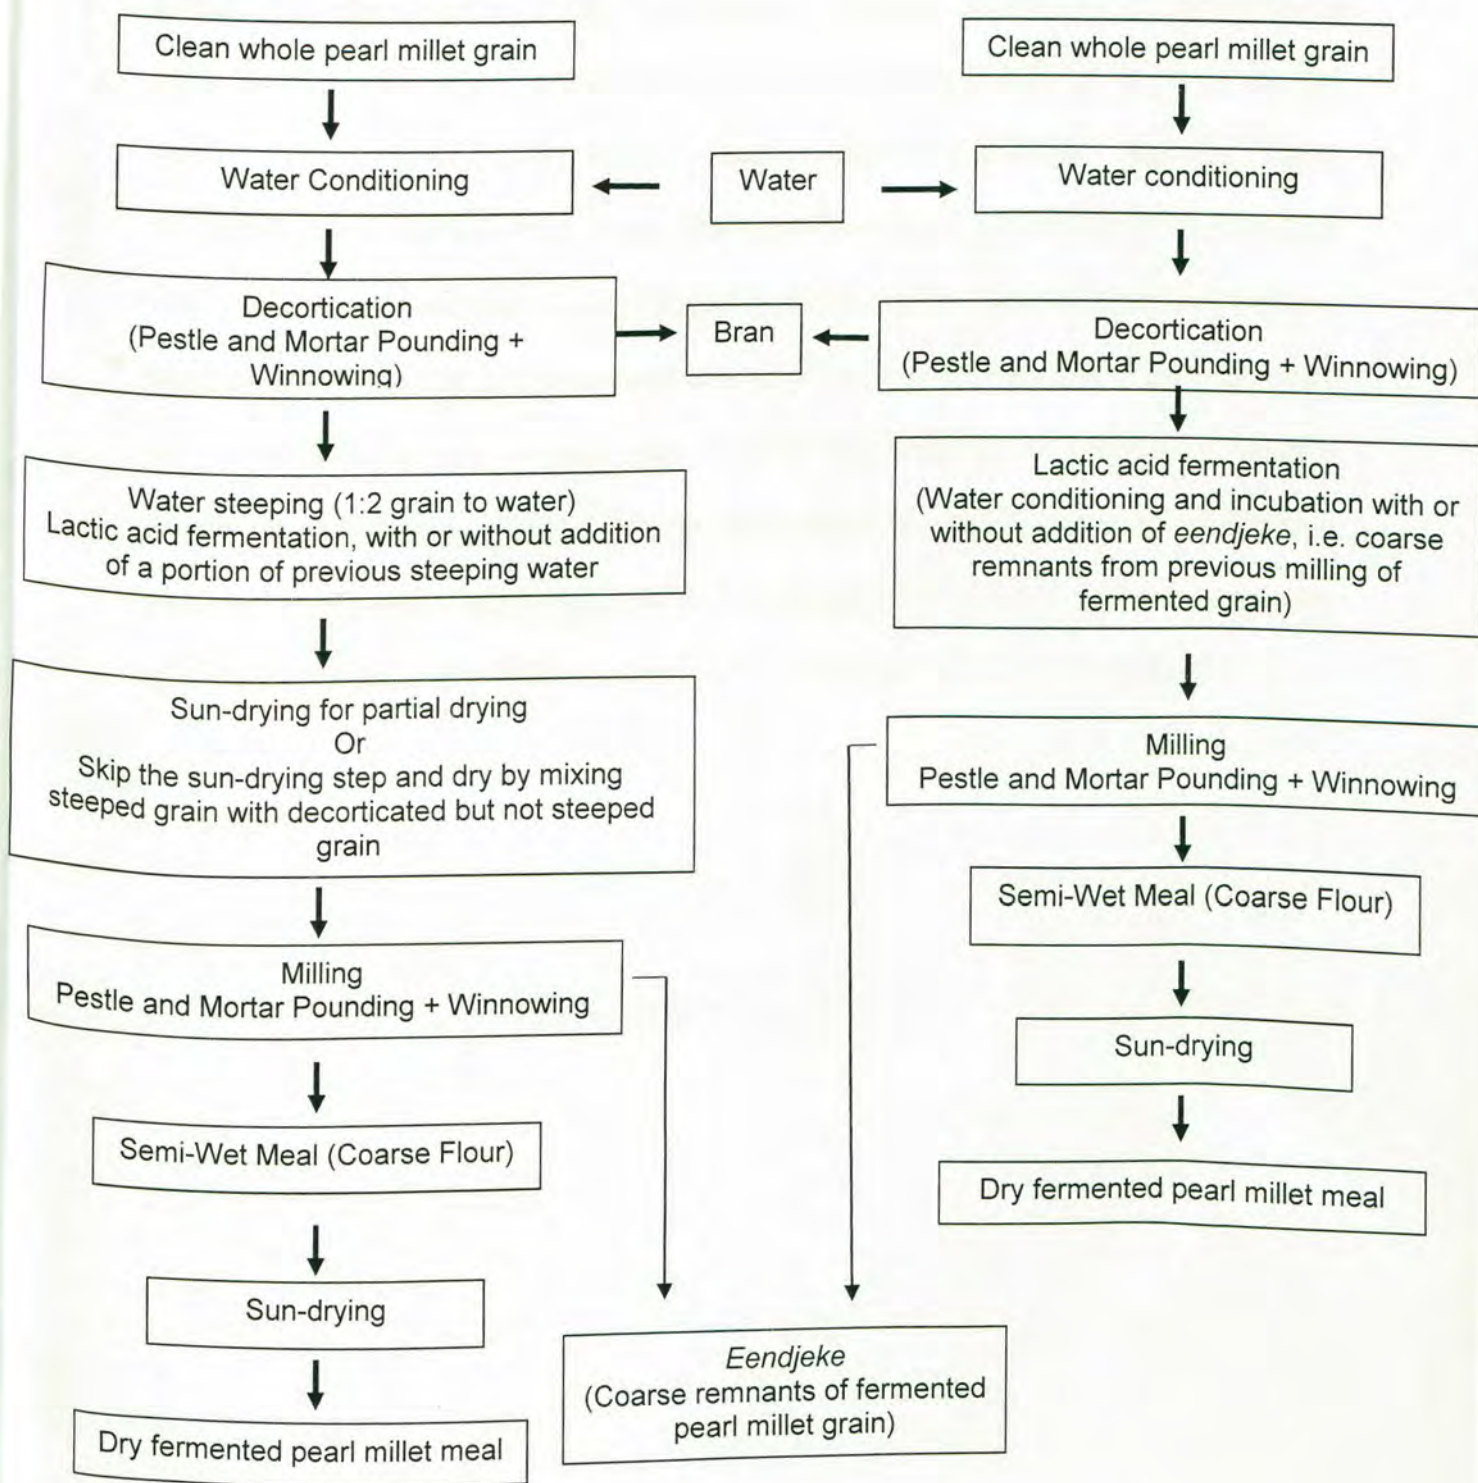 Clean whole pearl millet grain
Water Conditioning
Decortication
(Pestle and Mortar Pounding +
Winnowing)
Water steeping (1:2 grain to water)
Lactic acid fermentation, with or without addition
of a portion of previous steeping water
Sun-drying for partial drying
Or
Skip the sun-drying step and dry by mixing
steeped grain with decorticated but not steeped
grain
Milling
Pestle and Mortar Pounding + Winnowing
Semi-Wet Meal (Coarse Flour)
Sun-drying
Dry fermented pearl millet meal
Water
Bran
Eendjeke
(Coarse remnants of fermented
pearl millet grain)
Clean whole pearl millet grain
Water conditioning
Decortication
(Pestle and Mortar Pounding + Winnowing)
Lactic acid fermentation
(Water conditioning and incubation with or
without addition of eendjeke, i.e. coarse
remnants from previous milling of
fermented grain)
Milling
Pestle and Mortar Pounding + Winnowing
Semi-Wet Meal (Coarse Flour)
Sun-drying
Dry fermented pearl millet meal